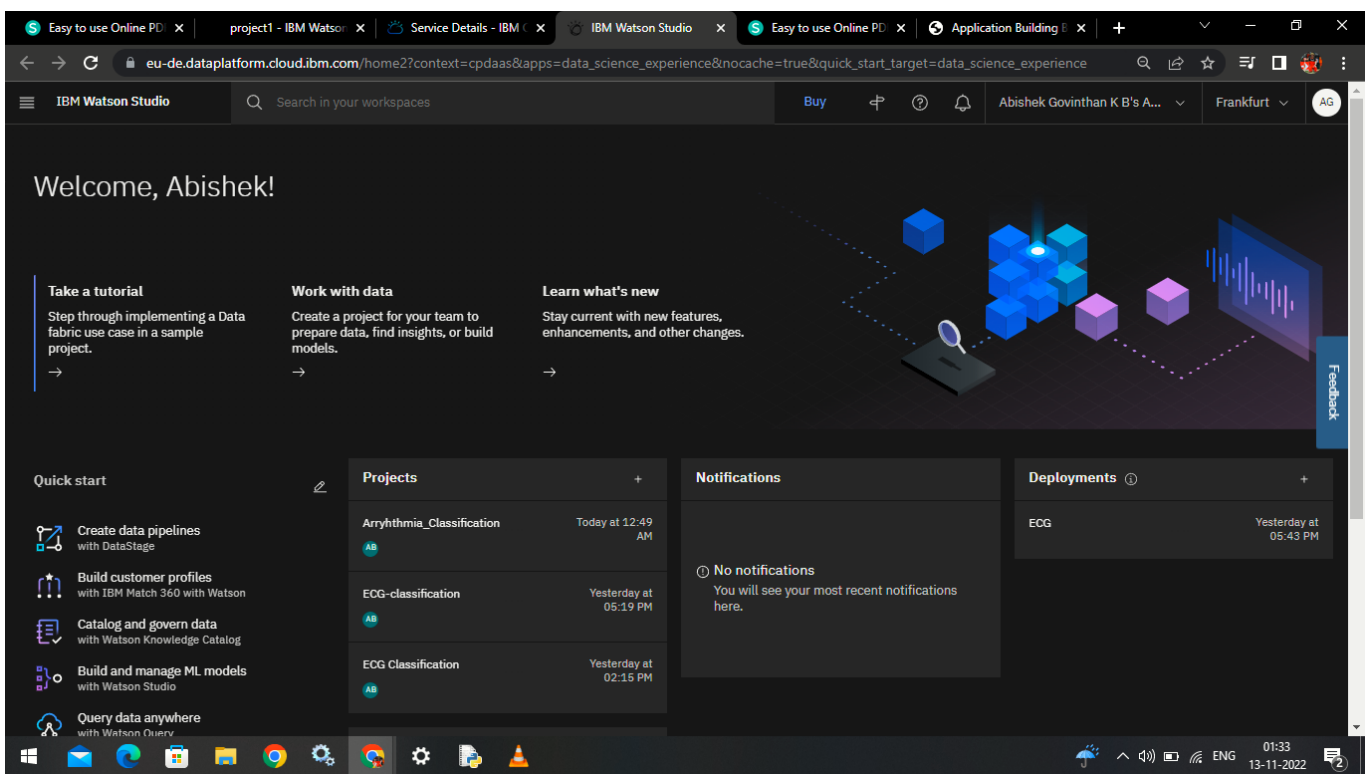 Easy to use Online PD
project1 - IBM Watson
Service Details - IBM C
IBM Watson Studio
Easy to use Online PD
Application Building B
eu-de.dataplatform.cloud.ibm.com/home2?context=cpdaas&apps=data_science_experience&nocache=true&quick_start_target=data_science_experience
IBM Watson Studio
Search in your workspaces
Buy
Abishek Govinthan K B's A...
Frankfurt
AG
Welcome, Abishek!
Take a tutorial
Step through implementing a Data
fabric use case in a sample
project.
Work with data
Create a project for your team to
prepare data, find insights, or build
models.
Learn what's new
Stay current with new features,
enhancements, and other changes.
Feedback
Quick start
Create data pipelines
with DataStage
Build customer profiles
with IBM Match 360 with Watson
Catalog and govern data
with Watson Knowledge Catalog
Build and manage ML models
with Watson Studio
Query data anywhere
with Watson Query
Projects
Arryhthmia_Classification
Today at 12:49
AM
AB
ECG-classification
Yesterday at
05:19 PM
AB
ECG Classification
Yesterday at
02:15 PM
AB
Notifications
No notifications
You will see your most recent notifications
here.
Deployments
ECG
Yesterday at
05:43 PM
ENG
01:33
13-11-2022
2